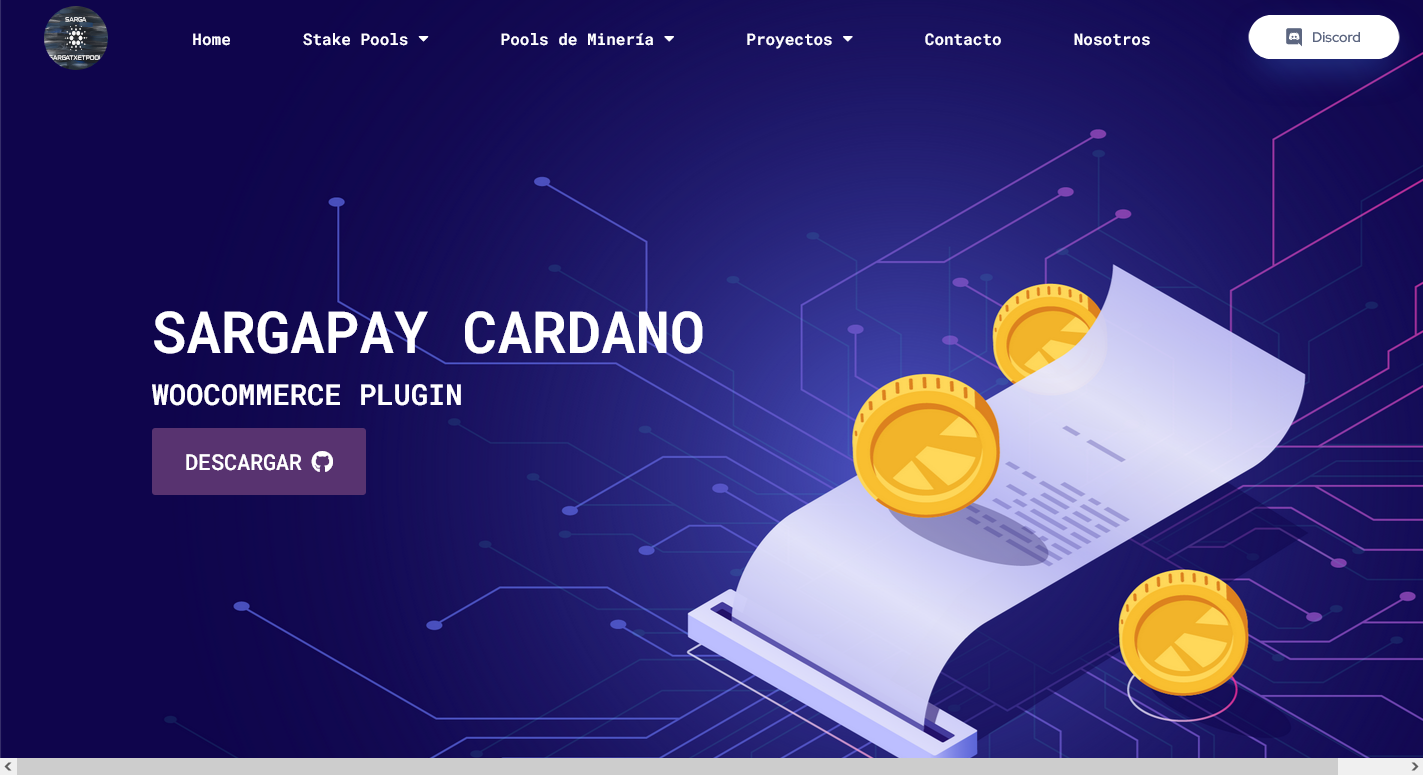 SARGA
SARGATXETPOOL
Home
Stake Pools
Pools de Minería
Proyectos
Contacto
Nosotros
Discord
SARGAPAY CARDANO
WOOCOMMERCE PLUGIN
DESCARGAR